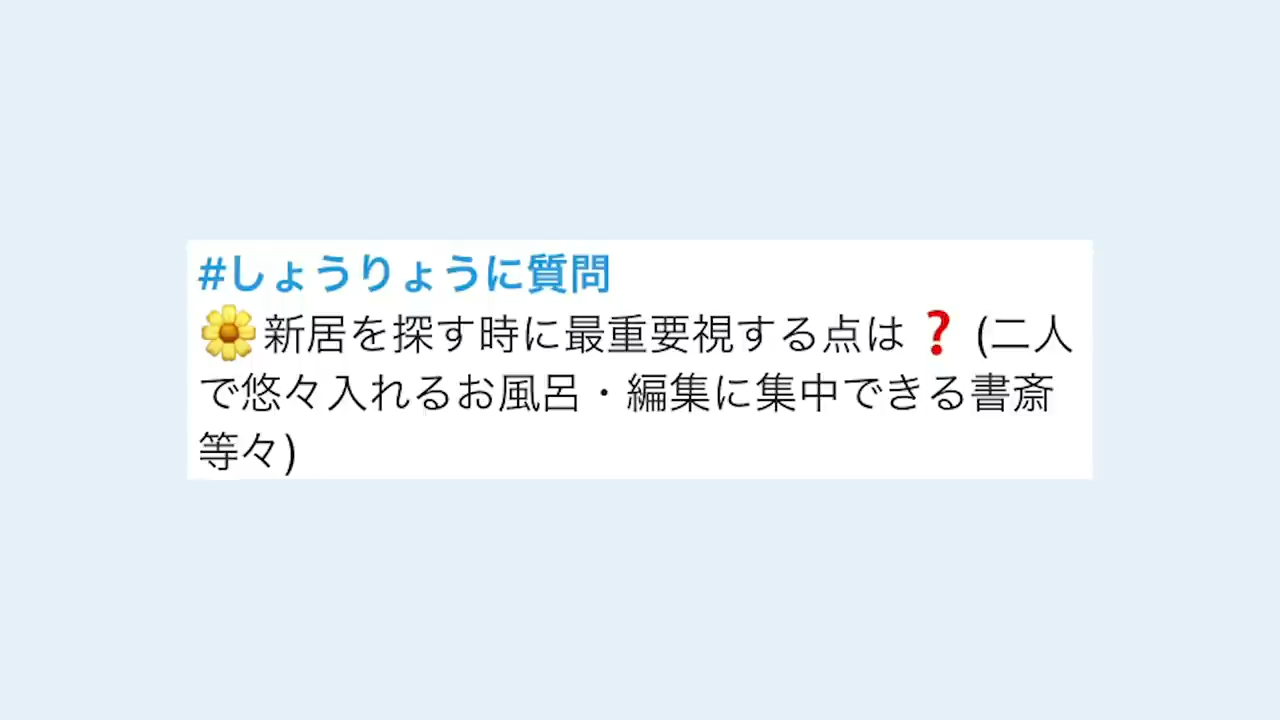 #しょうりょうに質問
🌼新居を探す時に最重要視する点は❓(二人
で悠々入れるお風呂・編集に集中できる書斎
等々)